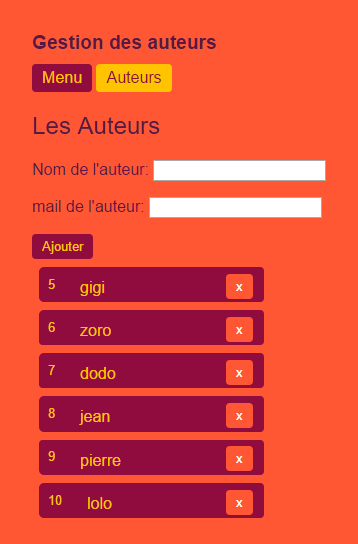 Gestion des auteurs
Menu Auteurs
Les Auteurs
Nom de l'auteur:
mail de l'auteur:
Ajouter
5 gigi x
6 zoro x
7 dodo x
8 jean x
9 pierre x
10 lolo x